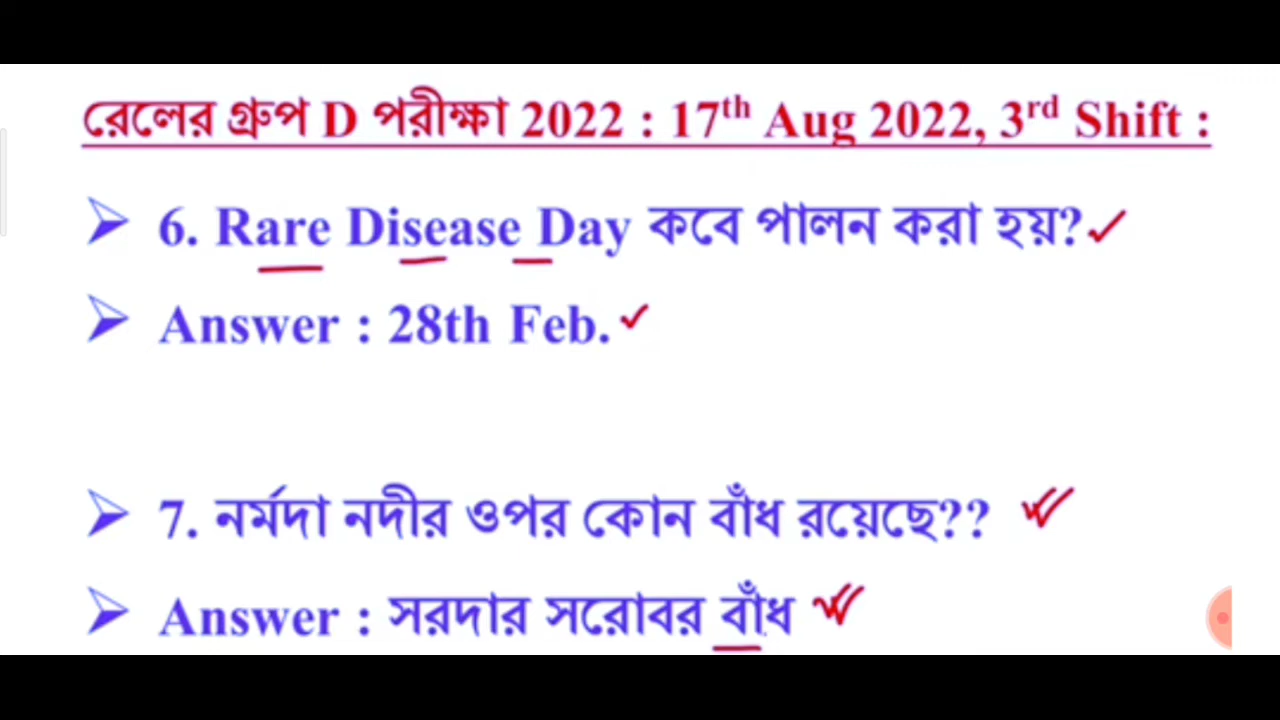 রেলের গ্রুপ D পরীক্ষা 2022 : 17th Aug 2022, 3rd Shift :
6. Rare Disease Day কবে পালন করা হয়?
Answer : 28th Feb.
7. নর্মদা নদীর ওপর কোন বাঁধ রয়েছে??
Answer : সরদার সরোবর বাঁধ